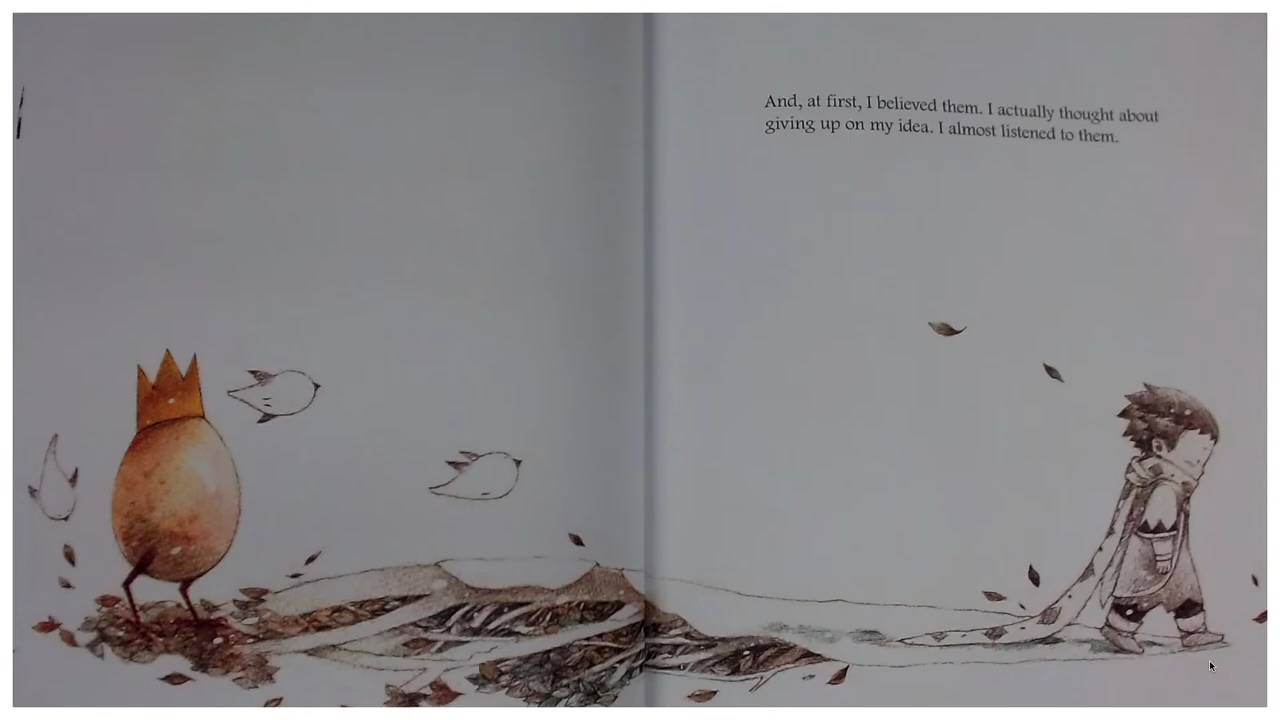 And, at first, I believed them. I actually thought about
giving up on my idea. I almost listened to them.